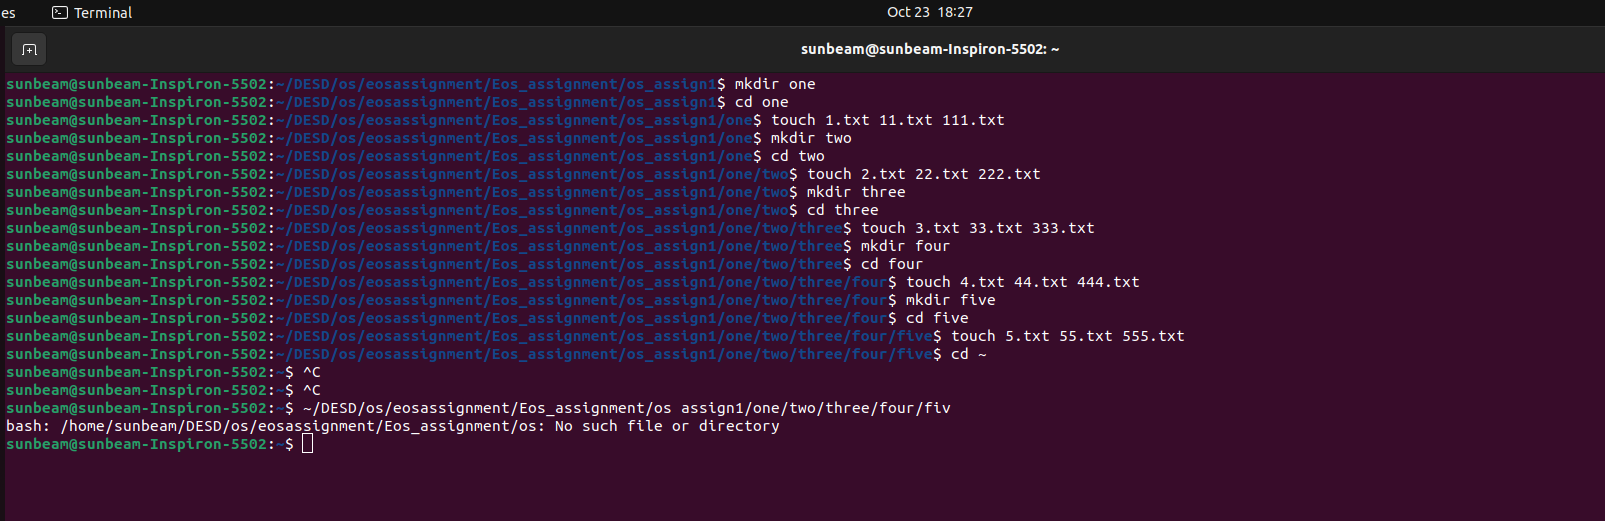 es Terminal Oct 23 18:27
sunbeam@sunbeam-Inspiron-5502: ~
sunbeam@sunbeam-Inspiron-5502:~/DESD/os/eosassignment/Eos_assignment/os_assign1$ mkdir one
sunbeam@sunbeam-Inspiron-5502:~/DESD/os/eosassignment/Eos_assignment/os_assign1$ cd one
sunbeam@sunbeam-Inspiron-5502:~/DESD/os/eosassignment/Eos_assignment/os_assign1/one$ touch 1.txt 11.txt 111.txt
sunbeam@sunbeam-Inspiron-5502:~/DESD/os/eosassignment/Eos_assignment/os_assign1/one$ mkdir two
sunbeam@sunbeam-Inspiron-5502:~/DESD/os/eosassignment/Eos_assignment/os_assign1/one$ cd two
sunbeam@sunbeam-Inspiron-5502:~/DESD/os/eosassignment/Eos_assignment/os_assign1/one/two$ touch 2.txt 22.txt 222.txt
sunbeam@sunbeam-Inspiron-5502:~/DESD/os/eosassignment/Eos_assignment/os_assign1/one/two$ mkdir three
sunbeam@sunbeam-Inspiron-5502:~/DESD/os/eosassignment/Eos_assignment/os_assign1/one/two$ cd three
sunbeam@sunbeam-Inspiron-5502:~/DESD/os/eosassignment/Eos_assignment/os_assign1/one/two/three$ touch 3.txt 33.txt 333.txt
sunbeam@sunbeam-Inspiron-5502:~/DESD/os/eosassignment/Eos_assignment/os_assign1/one/two/three$ mkdir four
sunbeam@sunbeam-Inspiron-5502:~/DESD/os/eosassignment/Eos_assignment/os_assign1/one/two/three$ cd four
sunbeam@sunbeam-Inspiron-5502:~/DESD/os/eosassignment/Eos_assignment/os_assign1/one/two/three/four$ touch 4.txt 44.txt 444.txt
sunbeam@sunbeam-Inspiron-5502:~/DESD/os/eosassignment/Eos_assignment/os_assign1/one/two/three/four$ mkdir five
sunbeam@sunbeam-Inspiron-5502:~/DESD/os/eosassignment/Eos_assignment/os_assign1/one/two/three/four$ cd five
sunbeam@sunbeam-Inspiron-5502:~/DESD/os/eosassignment/Eos_assignment/os_assign1/one/two/three/four/five$ touch 5.txt 55.txt 555.txt
sunbeam@sunbeam-Inspiron-5502:~/DESD/os/eosassignment/Eos_assignment/os_assign1/one/two/three/four/five$ cd ~
sunbeam@sunbeam-Inspiron-5502:~$ ^C
sunbeam@sunbeam-Inspiron-5502:~$ ^C
sunbeam@sunbeam-Inspiron-5502:~$ ~/DESD/os/eosassignment/Eos_assignment/os assign1/one/two/three/four/fiv
bash: /home/sunbeam/DESD/os/eosassignment/Eos_assignment/os: No such file or directory
sunbeam@sunbeam-Inspiron-5502:~$